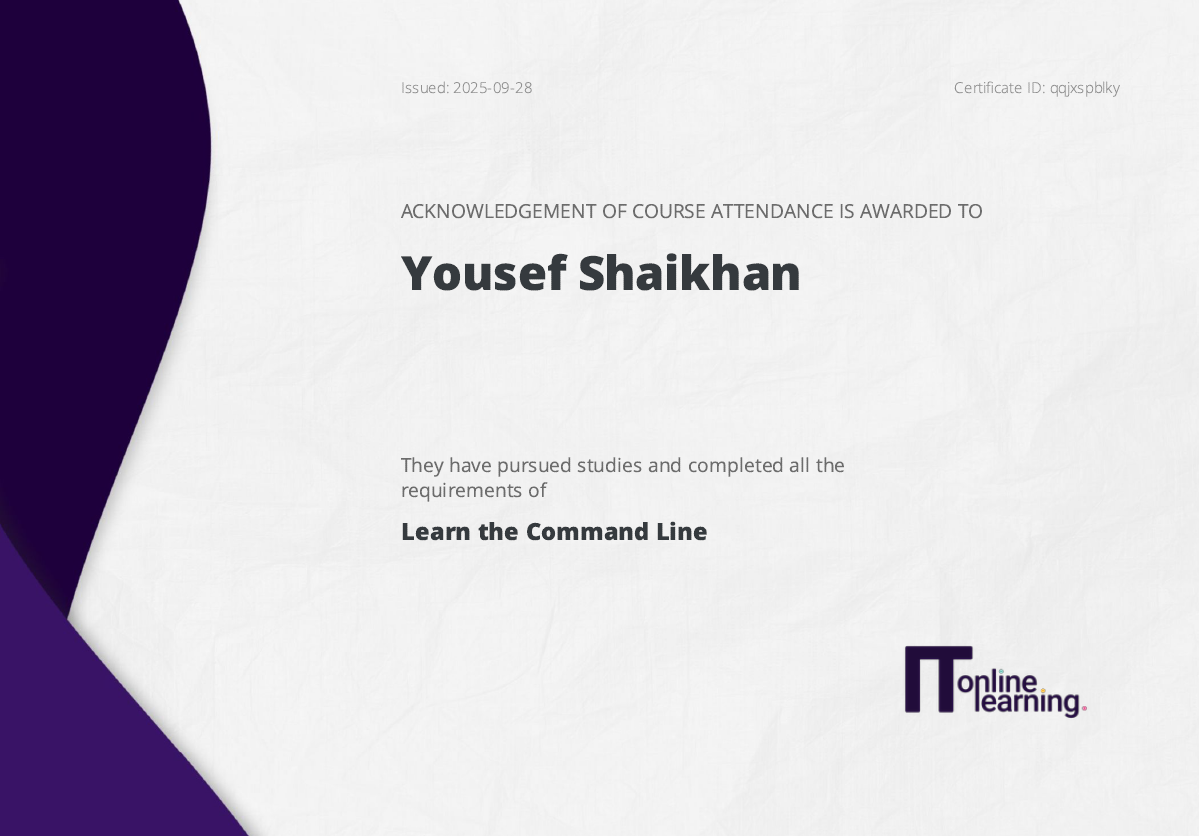 Issued: 2025-09-28
Certificate ID: qqjxspblky
ACKNOWLEDGEMENT OF COURSE ATTENDANCE IS AWARDED TO
Yousef Shaikhan
They have pursued studies and completed all the
requirements of
Learn the Command Line
IT online
learning.